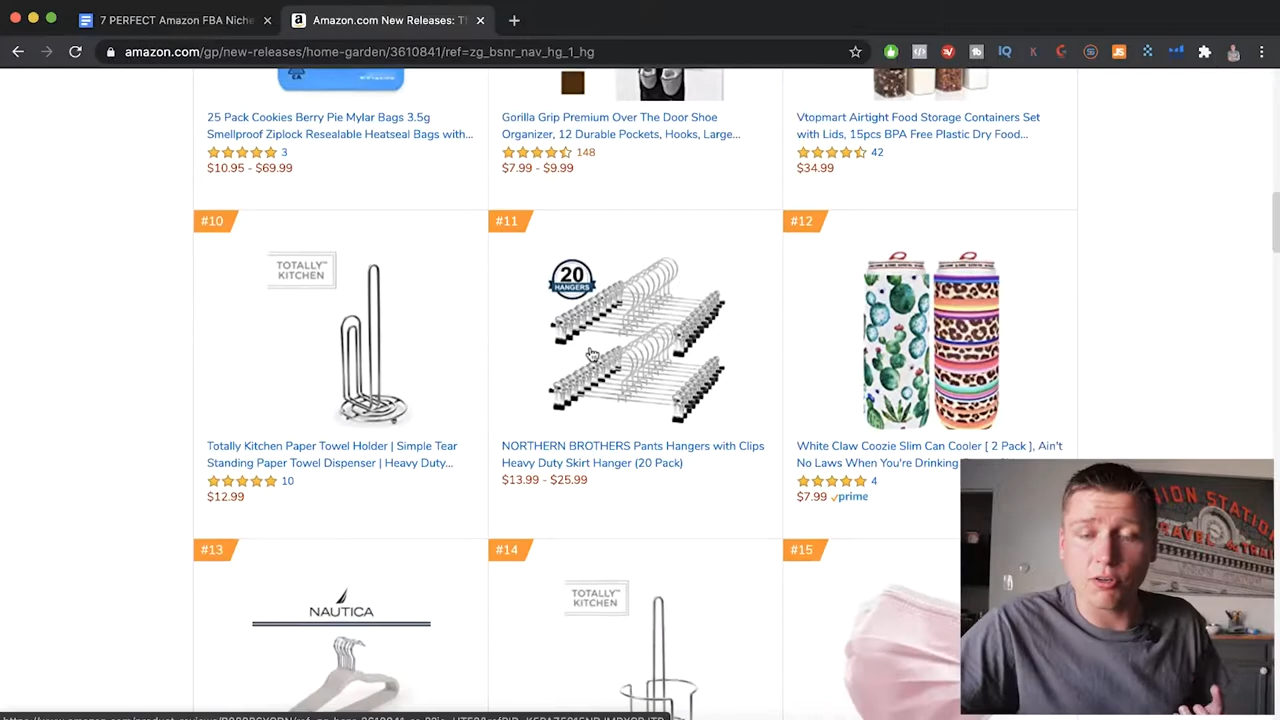 7 PERFECT Amazon FBA Niche
Amazon.com New Releases: T
amazon.com/gp/new-releases/home-garden/3610841/ref=zg_bsnr_nav_hg_1_hg
25 Pack Cookies Berry Pie Mylar Bags 3.5g
Smellproof Ziplock Resealable Heatseal Bags with...
3
$10.95 - $69.99
Gorilla Grip Premium Over The Door Shoe
Organizer, 12 Durable Pockets, Hooks, Large...
148
$7.99 - $9.99
Vtopmart Airtight Food Storage Containers Set
with Lids, 15pcs BPA Free Plastic Dry Food...
42
$34.99
#10
TOTALLY™
KITCHEN
Totally Kitchen Paper Towel Holder | Simple Tear
Standing Paper Towel Dispenser | Heavy Duty...
10
$12.99
#11
20
HANGERS
NORTHERN BROTHERS Pants Hangers with Clips
Heavy Duty Skirt Hanger (20 Pack)
$13.99 - $25.99
#12
White Claw Coozie Slim Can Cooler [ 2 Pack ], Ain't
No Laws When You're Drinking
4
$7.99 prime
#13
NAUTICA
#14
TOTALLY™
KITCHEN
#15